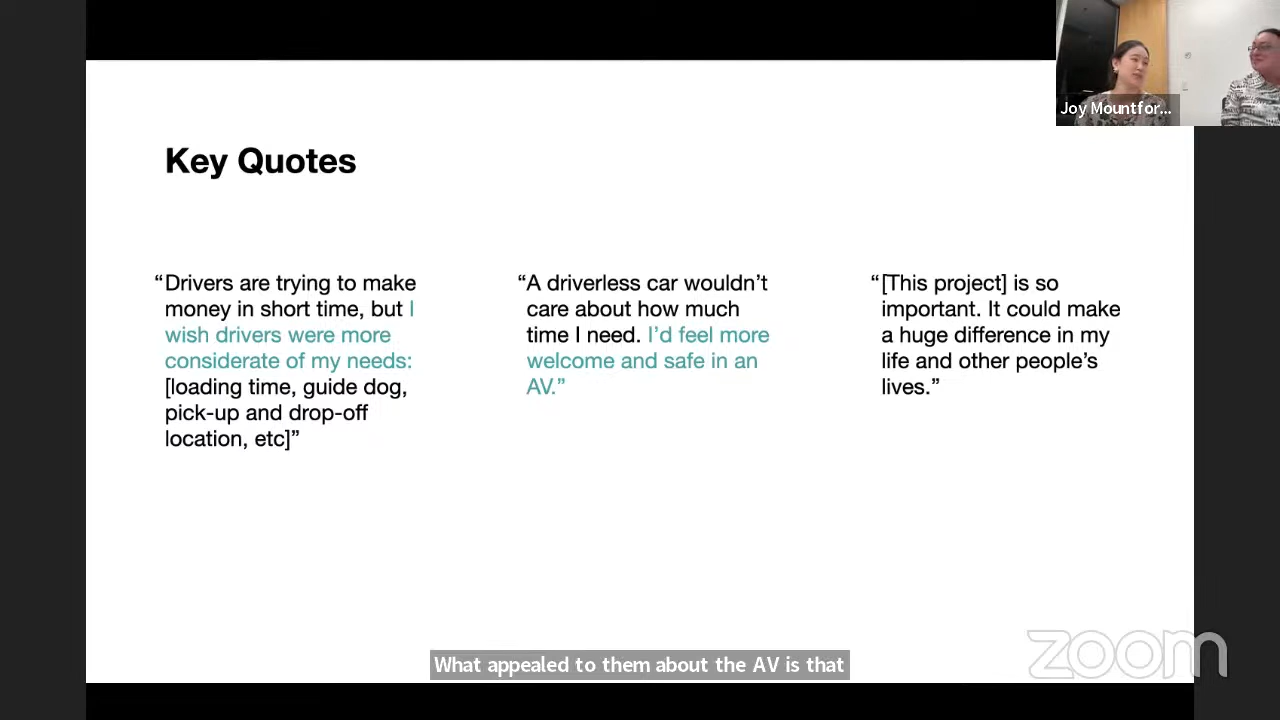 Joy Mountfor...
Key Quotes
“Drivers are trying to make
money in short time, but I
wish drivers were more
considerate of my needs:
[loading time, guide dog,
pick-up and drop-off
location, etc]”
“A driverless car wouldn’t
care about how much
time I need. I’d feel more
welcome and safe in an
AV.”
“[This project] is so
important. It could make
a huge difference in my
life and other people’s
lives.”
What appealed to them about the AV is that
zoom